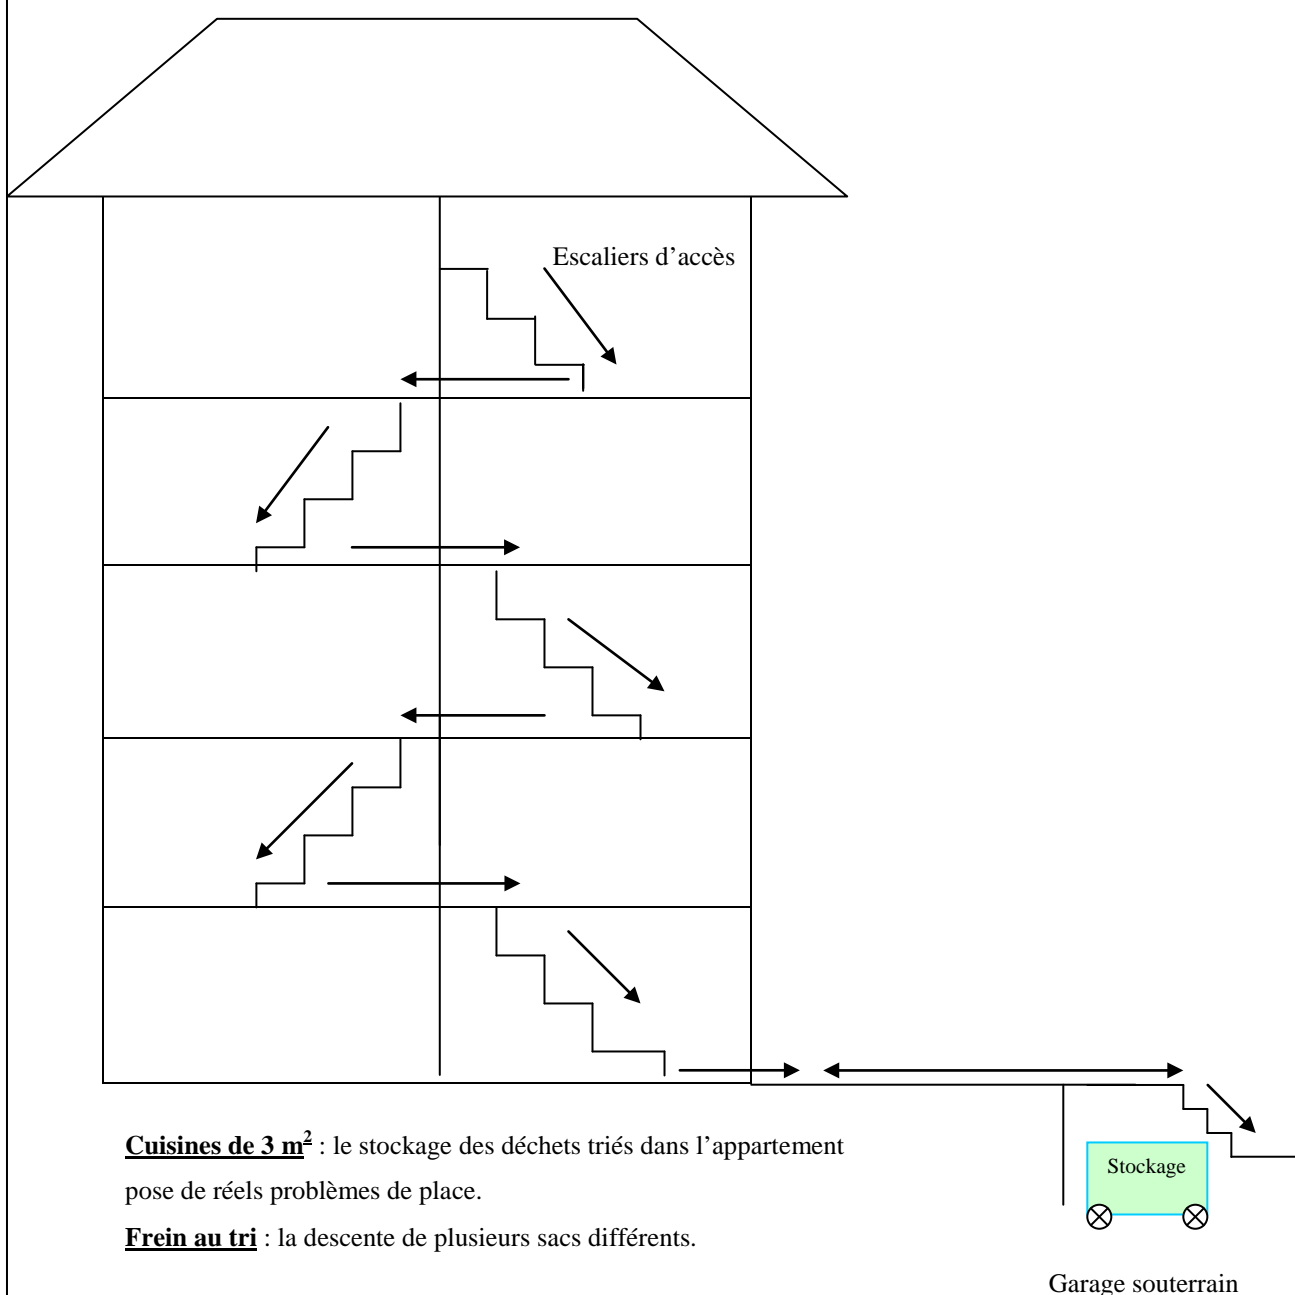 Escaliers d’accès
Cuisines de 3 m² : le stockage des déchets triés dans l’appartement
pose de réels problèmes de place.
Frein au tri : la descente de plusieurs sacs différents.
Stockage
Garage souterrain